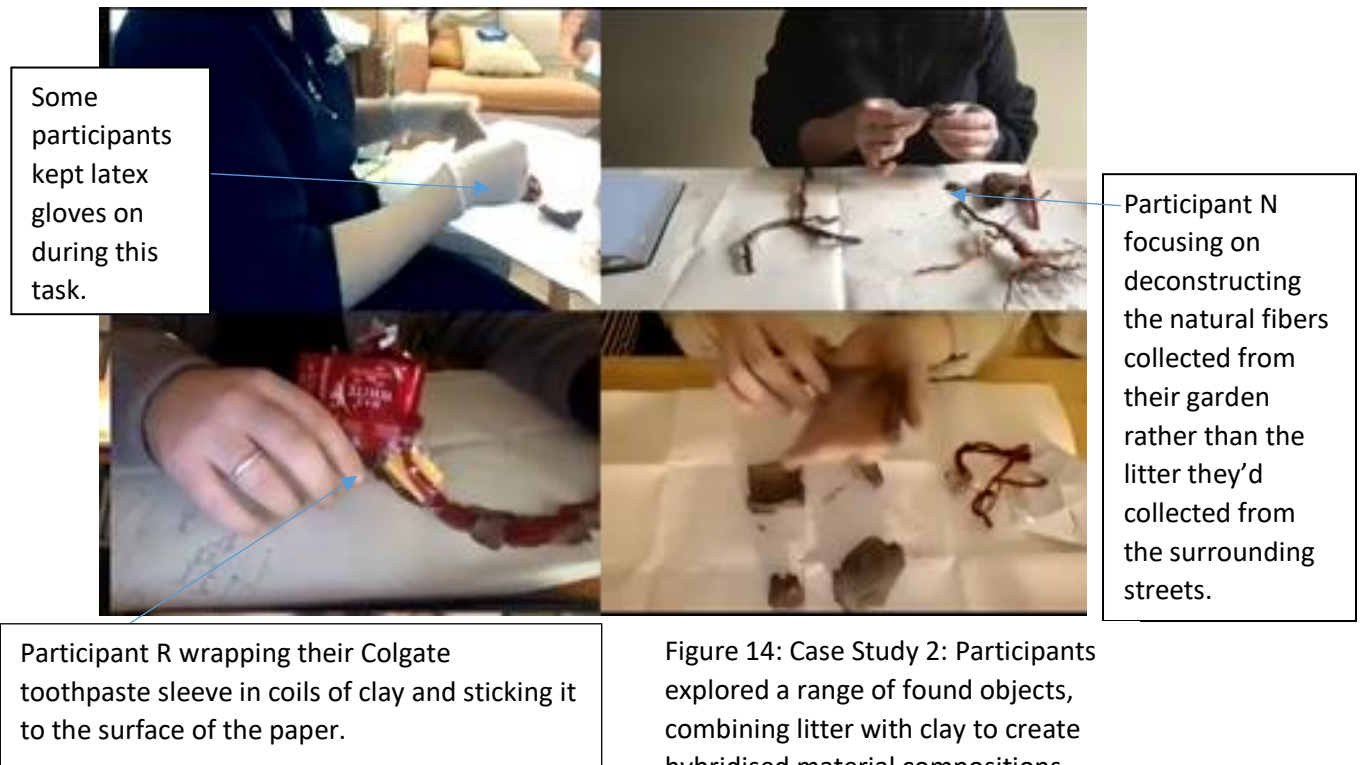 Some
participants
kept latex
gloves on
during this
task.
Participant N
focusing on
deconstructing
the natural fibers
collected from
their garden
rather than the
litter they’d
collected from
the surrounding
streets.
Participant R wrapping their Colgate
toothpaste sleeve in coils of clay and sticking it
to the surface of the paper.
Figure 14: Case Study 2: Participants
explored a range of found objects,
combining litter with clay to create
hybridised material compositions